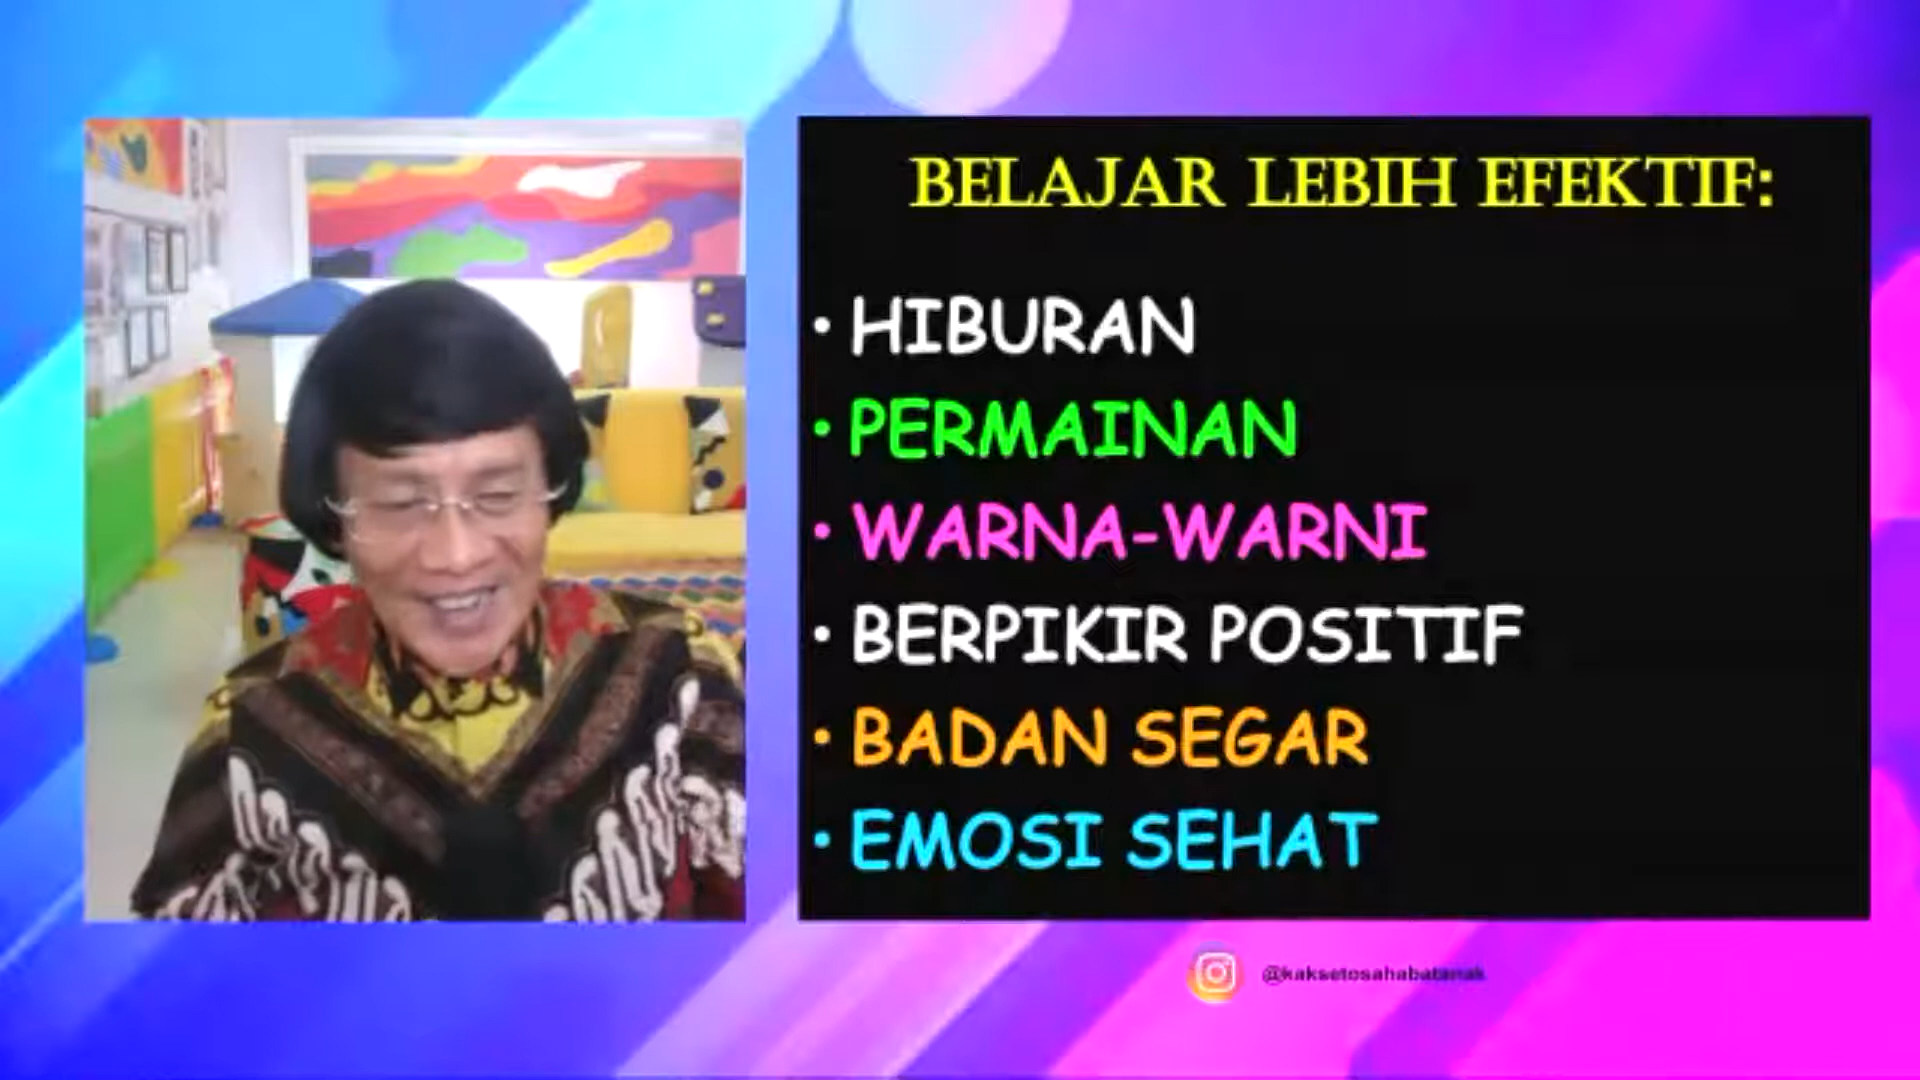 BELAJAR LEBIH EFEKTIF:
• HIBURAN
• PERMAINAN
• WARNA-WARNI
• BERPIKIR POSITIF
• BADAN SEGAR
• EMOSI SEHAT
@kaksetosahabatanak